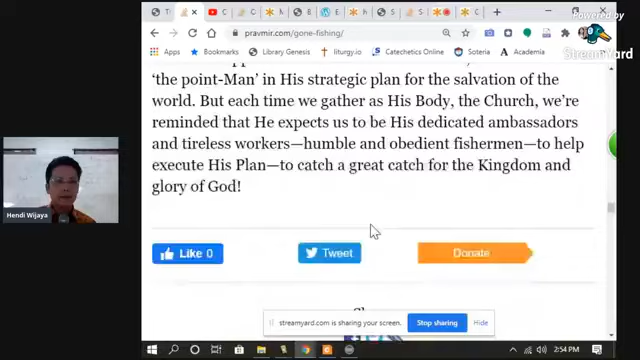 Powered by
StreamYard
pravmir.com/gone-fishing/
Bookmarks
YouTube
Library Genesis
liturgy.io
Catechetics Online
Soteria
Academia
'the point-Man' in His strategic plan for the salvation of the
world. But each time we gather as His Body, the Church, we're
reminded that He expects us to be His dedicated ambassadors
and tireless workers—humble and obedient fishermen—to help
execute His Plan—to catch a great catch for the Kingdom and
glory of God!
Hendi Wijaya
Like 0
Tweet
Donate
streamyard.com is sharing your screen.
Stop sharing
Hide
2:54 PM